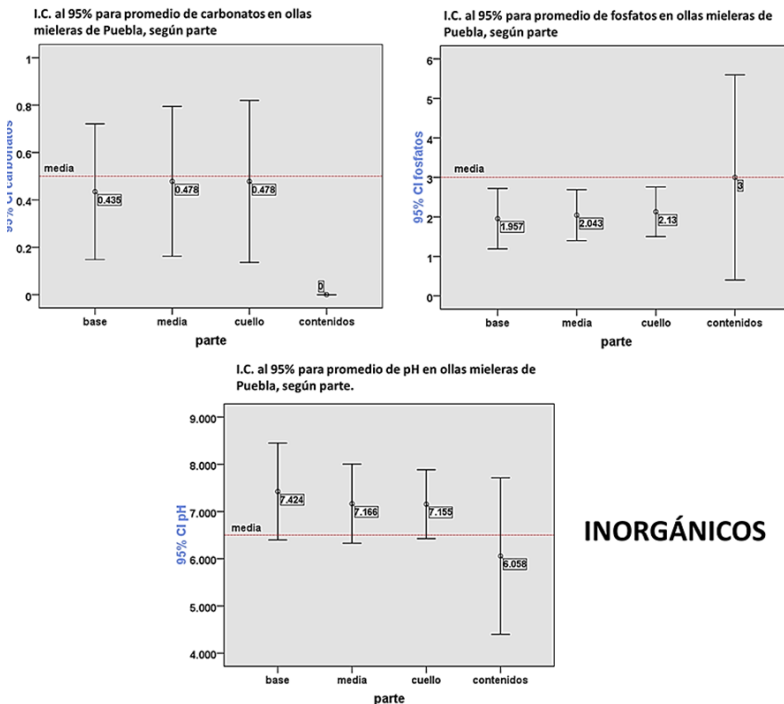 I.C. al 95% para promedio de carbonatos en ollas
mieleras de Puebla, según parte
1
0.8
0.6
0.4
0.2
0
95% CI carbonatos
media
0.435
0.478
0.478
0
base
media
cuello
contenidos
parte
I.C. al 95% para promedio de fosfatos en ollas mieleras de
Puebla, según parte
6
5
4
3
2
1
0
95% CI fosfatos
media
1.957
2.043
2.13
3
base
media
cuello
contenidos
parte
I.C. al 95% para promedio de pH en ollas mieleras de
Puebla, según parte.
9.000
8.000
7.000
6.000
5.000
4.000
95% CI pH
media
7.424
7.166
7.155
6.058
base
media
cuello
contenidos
parte
INORGÁNICOS